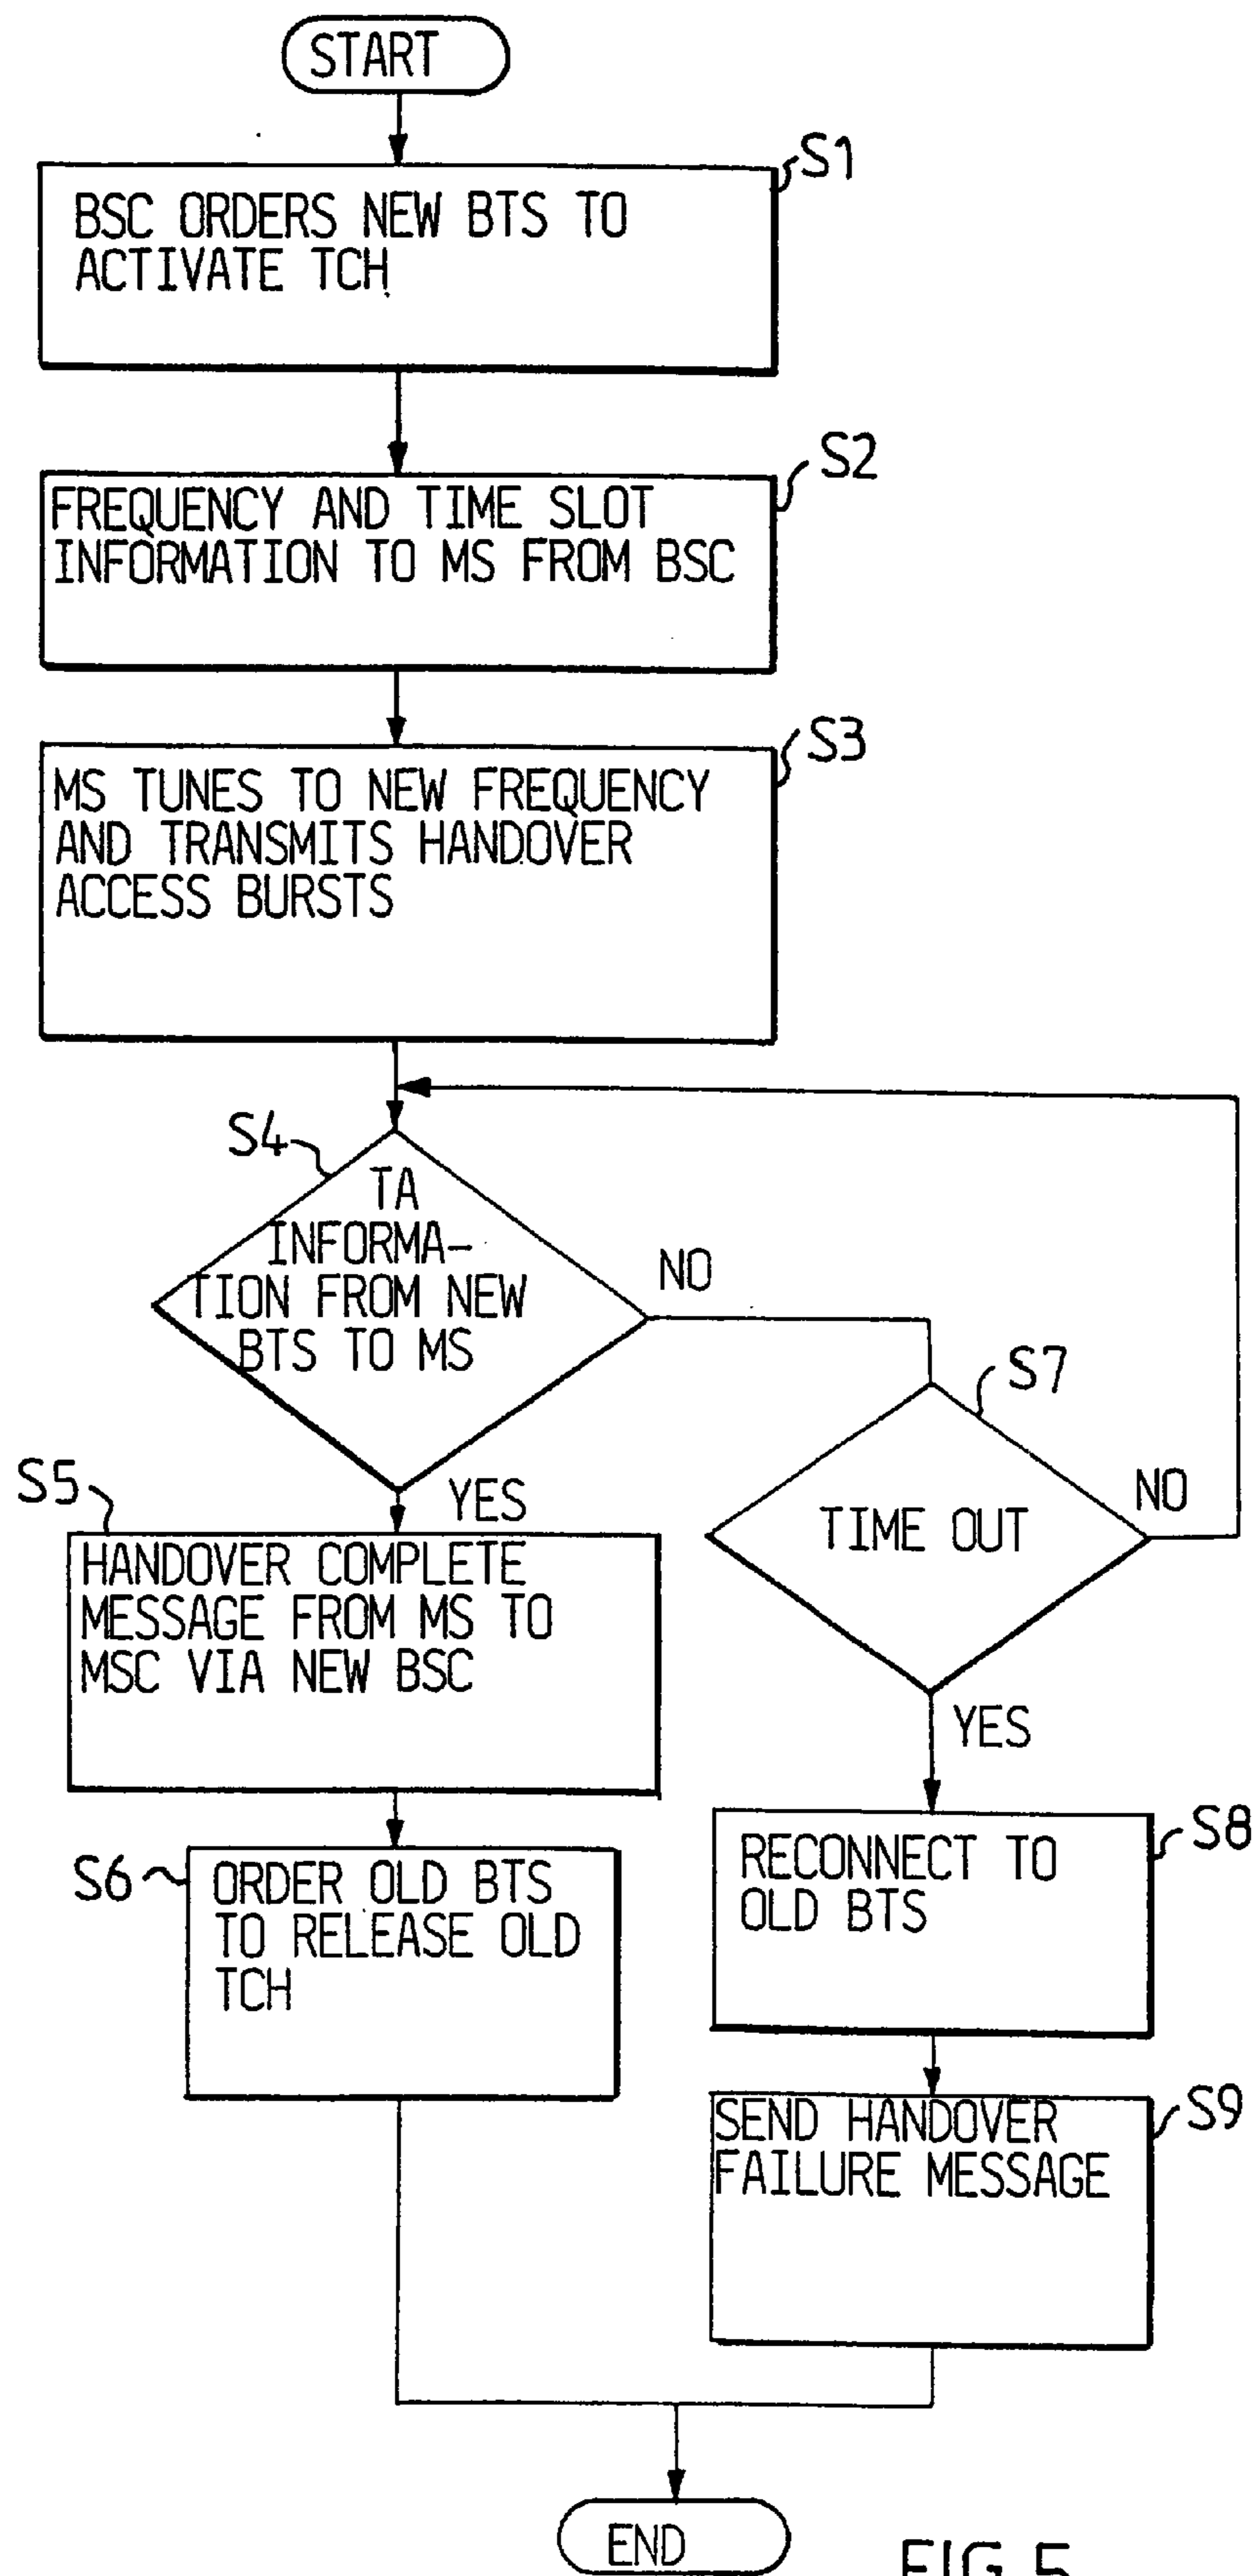 START
S1
BSC ORDERS NEW BTS TO
ACTIVATE TCH
S2
FREQUENCY AND TIME SLOT
INFORMATION TO MS FROM BSC
S3
MS TUNES TO NEW FREQUENCY
AND TRANSMITS HANDOVER
ACCESS BURSTS
S4
TA
INFORMA-
TION FROM NEW
BTS TO MS
NO
YES
S7
TIME OUT
NO
YES
S5
HANDOVER COMPLETE
MESSAGE FROM MS TO
MSC VIA NEW BSC
S6
ORDER OLD BTS
TO RELEASE OLD
TCH
S8
RECONNECT TO
OLD BTS
S9
SEND HANDOVER
FAILURE MESSAGE
END
FIG.5